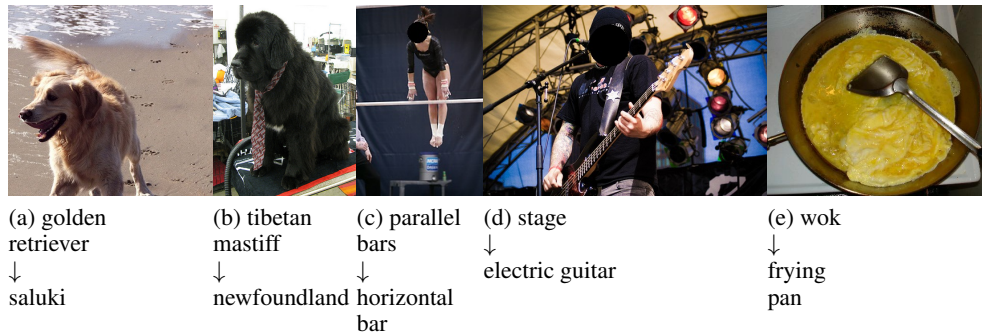 (a) golden
retriever
↓
saluki
(b) tibetan
mastiff
↓
newfoundland
(c) parallel
bars
↓
horizontal
bar
(d) stage
↓
electric guitar
(e) wok
↓
frying
pan